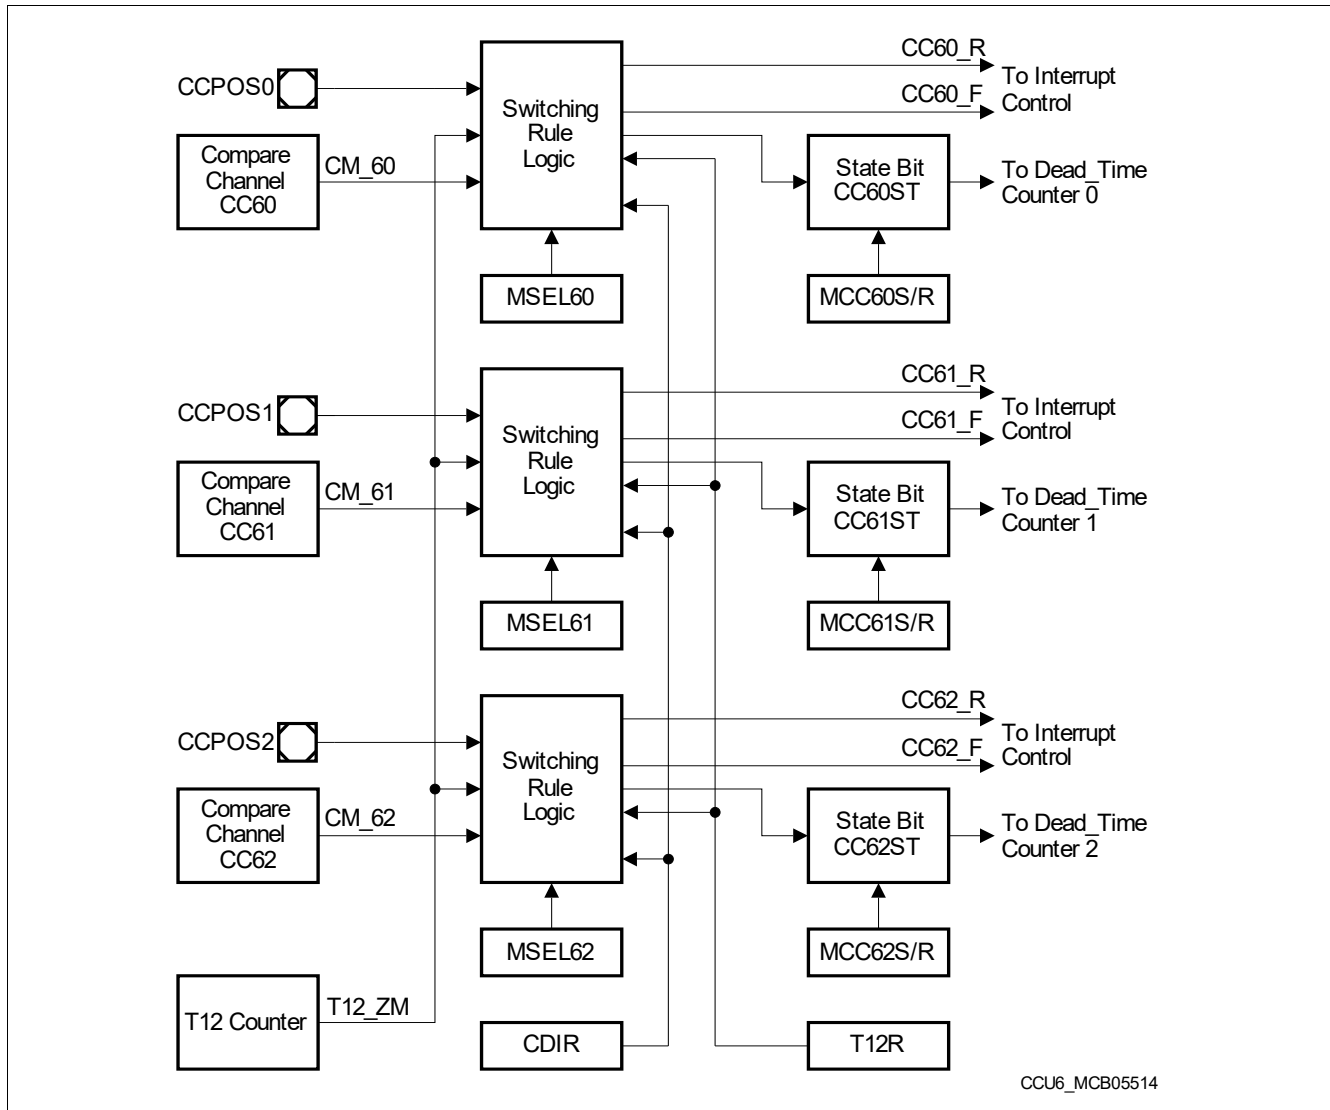 CC60_R
CCPOS0
To Interrupt
Control
CC60_F
Switching
Rule
Logic
Compare
Channel
CC60
CM_60
State Bit
CC60ST
To Dead_Time
Counter 0
MSEL60
MCC60S/R
CC61_R
CCPOS1
To Interrupt
Control
CC61_F
Switching
Rule
Logic
Compare
Channel
CC61
CM_61
State Bit
CC61ST
To Dead_Time
Counter 1
MSEL61
MCC61S/R
CC62_R
CCPOS2
To Interrupt
Control
CC62_F
Switching
Rule
Logic
Compare
Channel
CC62
CM_62
State Bit
CC62ST
To Dead_Time
Counter 2
MSEL62
MCC62S/R
T12 Counter
T12_ZM
CDIR
T12R
CCU6_MCB05514